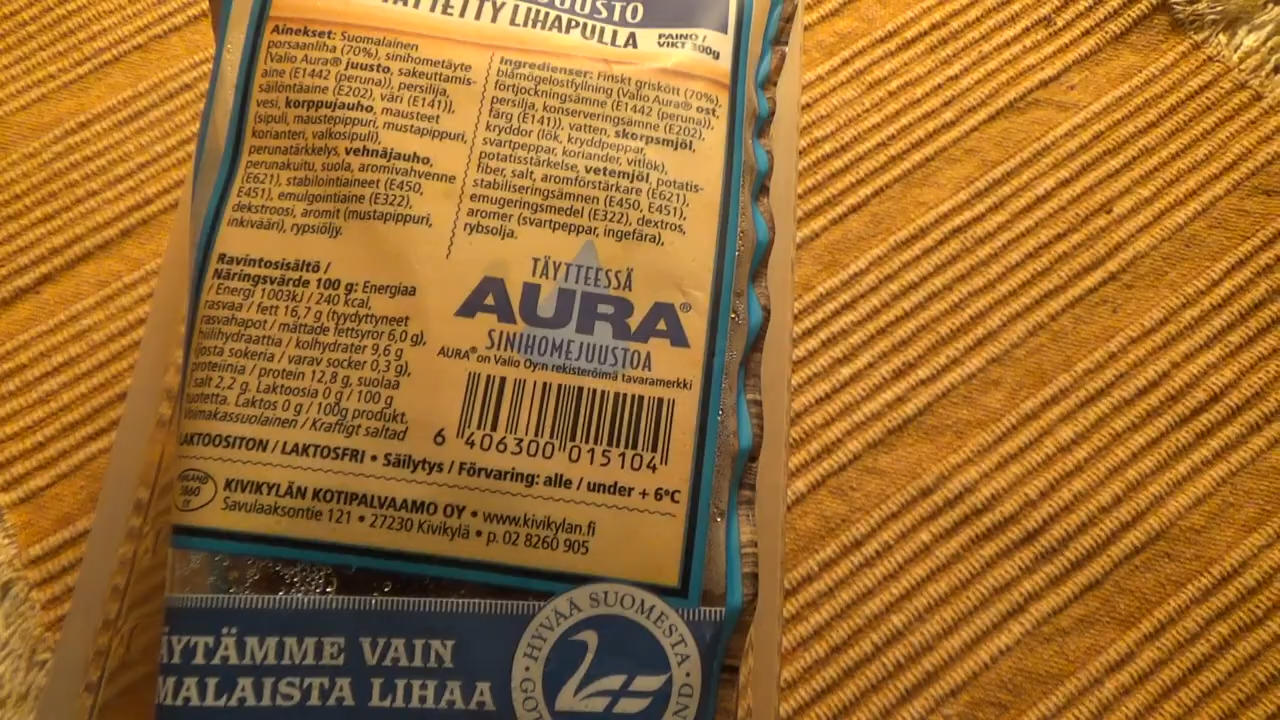 JUUSTO
TÄYTETTY LIHAPULLA
PAINO /
VIKT 300g
Ainekset: Suomalainen
porsaanliha (70%), sinihometäyte
(Valio Aura® juusto, sakeuttamis-
aine (E1442 (peruna)), persilja,
säilöntäaine (E202), väri (E141)),
vesi, korppujauho, mausteet
(sipuli, maustepippuri, mustapippuri,
korianteri, valkosipuli),
perunatärkkelys, vehnäjauho,
perunakuitu, suola, aromivahvenne
(E621), stabilointiaineet (E450,
E451), emulgointiaine (E322),
dekstroosi, aromit (mustapippuri,
inkivääri), rypsiöljy.
Ingredienser: Finskt griskött (70%),
blåmögelostfyllning (Valio Aura® ost,
förtjockningsämne (E1442 (peruna)),
persilja, konserveringsämne (E202),
färg (E141)), vatten, skorpsmjöl,
kryddor (lök, kryddpeppar,
svartpeppar, koriander, vitlök),
potatisstärkelse, vetemjöl, potatis-
fiber, salt, aromförstärkare (E621),
stabiliseringsämnen (E450, E451),
emugeringsmedel (E322), dextros,
aromer (svartpeppar, ingefära),
rybsolja.
Ravintosisältö /
Näringsvärde 100 g: Energiaa
/ Energi 1003kJ / 240 kcal,
rasvaa / fett 16,7 g (tyydyttyneet
rasvahapot / mättade fettsyror 6,0 g),
hiilihydraattia / kolhydrater 9,6 g
(josta sokeria / varav socker 0,3 g),
proteiinia / protein 12,8 g, suolaa
/ salt 2,2 g. Laktoosia 0 g / 100 g
tuotetta. Laktos 0 g / 100g produkt.
Voimakassuolainen / Kraftigt saltad
TÄYTTEESSÄ
AURA®
SINIHOMEJUUSTOA
AURA® on Valio Oy:n rekisteröimä tavaramerkki
6 406300 015104
LAKTOOSITON / LAKTOSFRI • Säilytys / Förvaring: alle / under + 6°C
KIVIKYLÄN KOTIPALVAAMO OY • www.kivikylan.fi
Savulaaksontie 121 • 27230 Kivikylä • p. 02 8260 905
YTÄMME VAIN
MALAISTA LIHAA
HYVÄÄ SUOMESTA